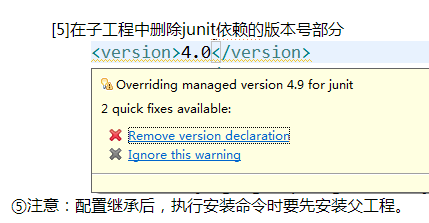 [5]在子工程中删除junit依赖的版本号部分
<version>4.0</version>
Overriding managed version 4.9 for junit
2 quick fixes available:
Remove version declaration
Ignore this warning
⑤注意：配置继承后，执行安装命令时要先安装父工程。